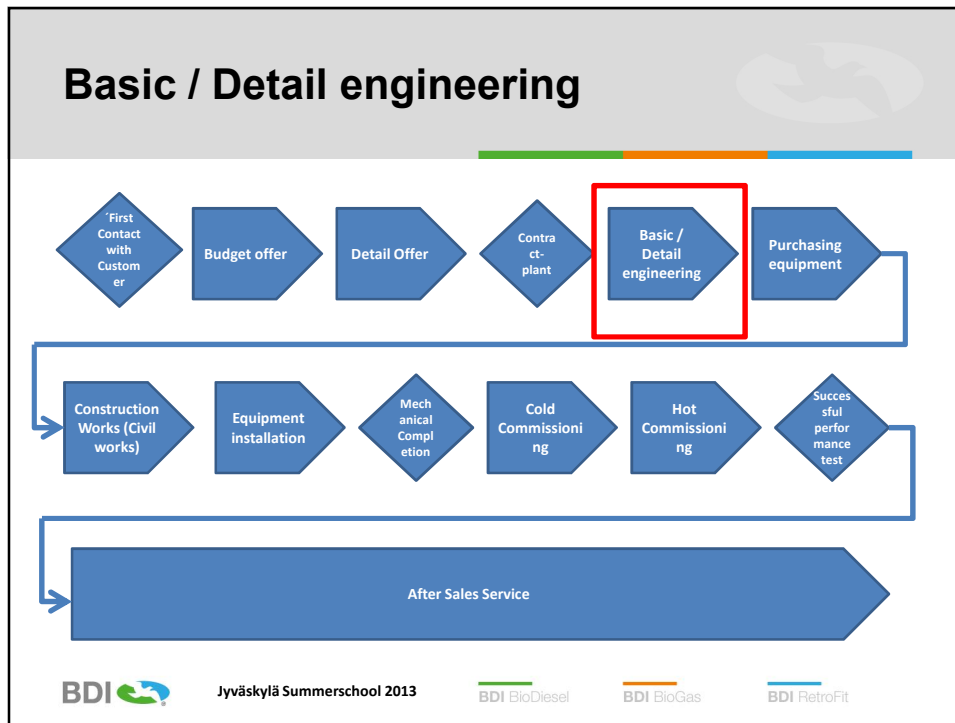 Basic / Detail engineering
´First
Contact
with
Custom
er
Budget offer
Detail Offer
Contra
ct-
plant
Basic /
Detail
engineering
Purchasing
equipment
Construction
Works (Civil
works)
Equipment
installation
Mech
anical
Compl
etion
Cold
Commissioni
ng
Hot
Commissioni
ng
Succes
sful
perfor
mance
test
After Sales Service
BDI ®
Jyväskylä Summerschool 2013
BDI BioDiesel
BDI BioGas
BDI RetroFit